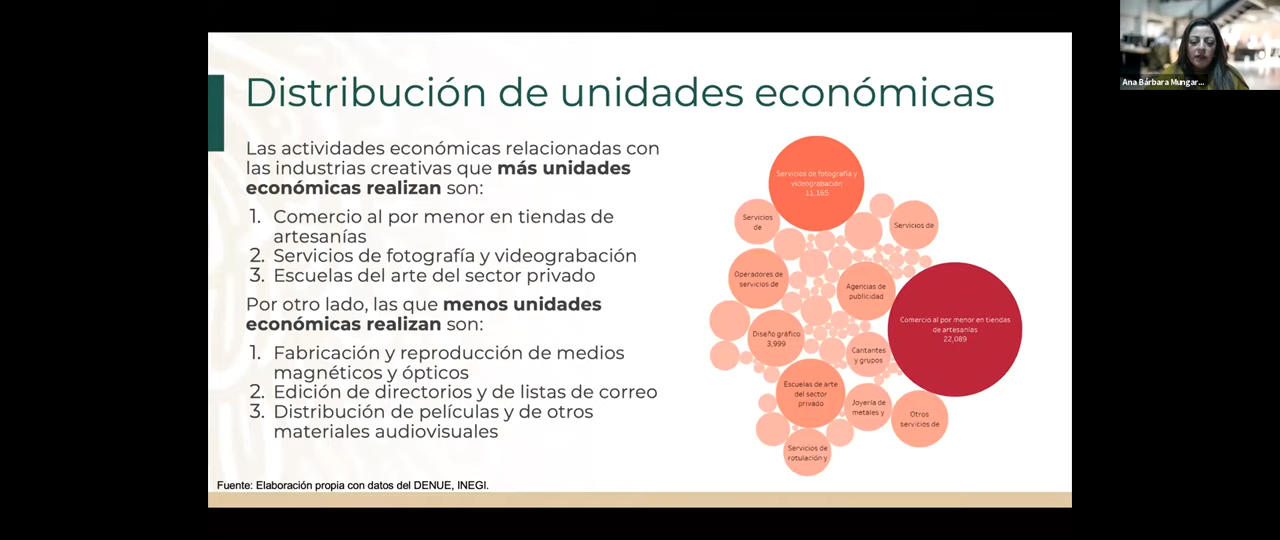 Distribución de unidades económicas
Las actividades económicas relacionadas con
las industrias creativas que más unidades
económicas realizan son:
1. Comercio al por menor en tiendas de
artesanías
2. Servicios de fotografía y videograbación
3. Escuelas del arte del sector privado
Por otro lado, las que menos unidades
económicas realizan son:
1. Fabricación y reproducción de medios
magnéticos y ópticos
2. Edición de directorios y de listas de correo
3. Distribución de películas y de otros
materiales audiovisuales
Fuente: Elaboración propia con datos del DENUE, INEGI.
Servicios de fotografía y
videograbación
11,165
Servicios
de
Servicios de
Operadores de
servicios de
Agencias de
publicidad
Comercio al por menor en tiendas
de artesanías
22,089
Diseño gráfico
3,999
Cantantes
y grupos
Escuelas de arte
del sector
privado
Joyería de
metales y
Otros
servicios de
Servicios de
rotulación y
Ana Bárbara Mungar...